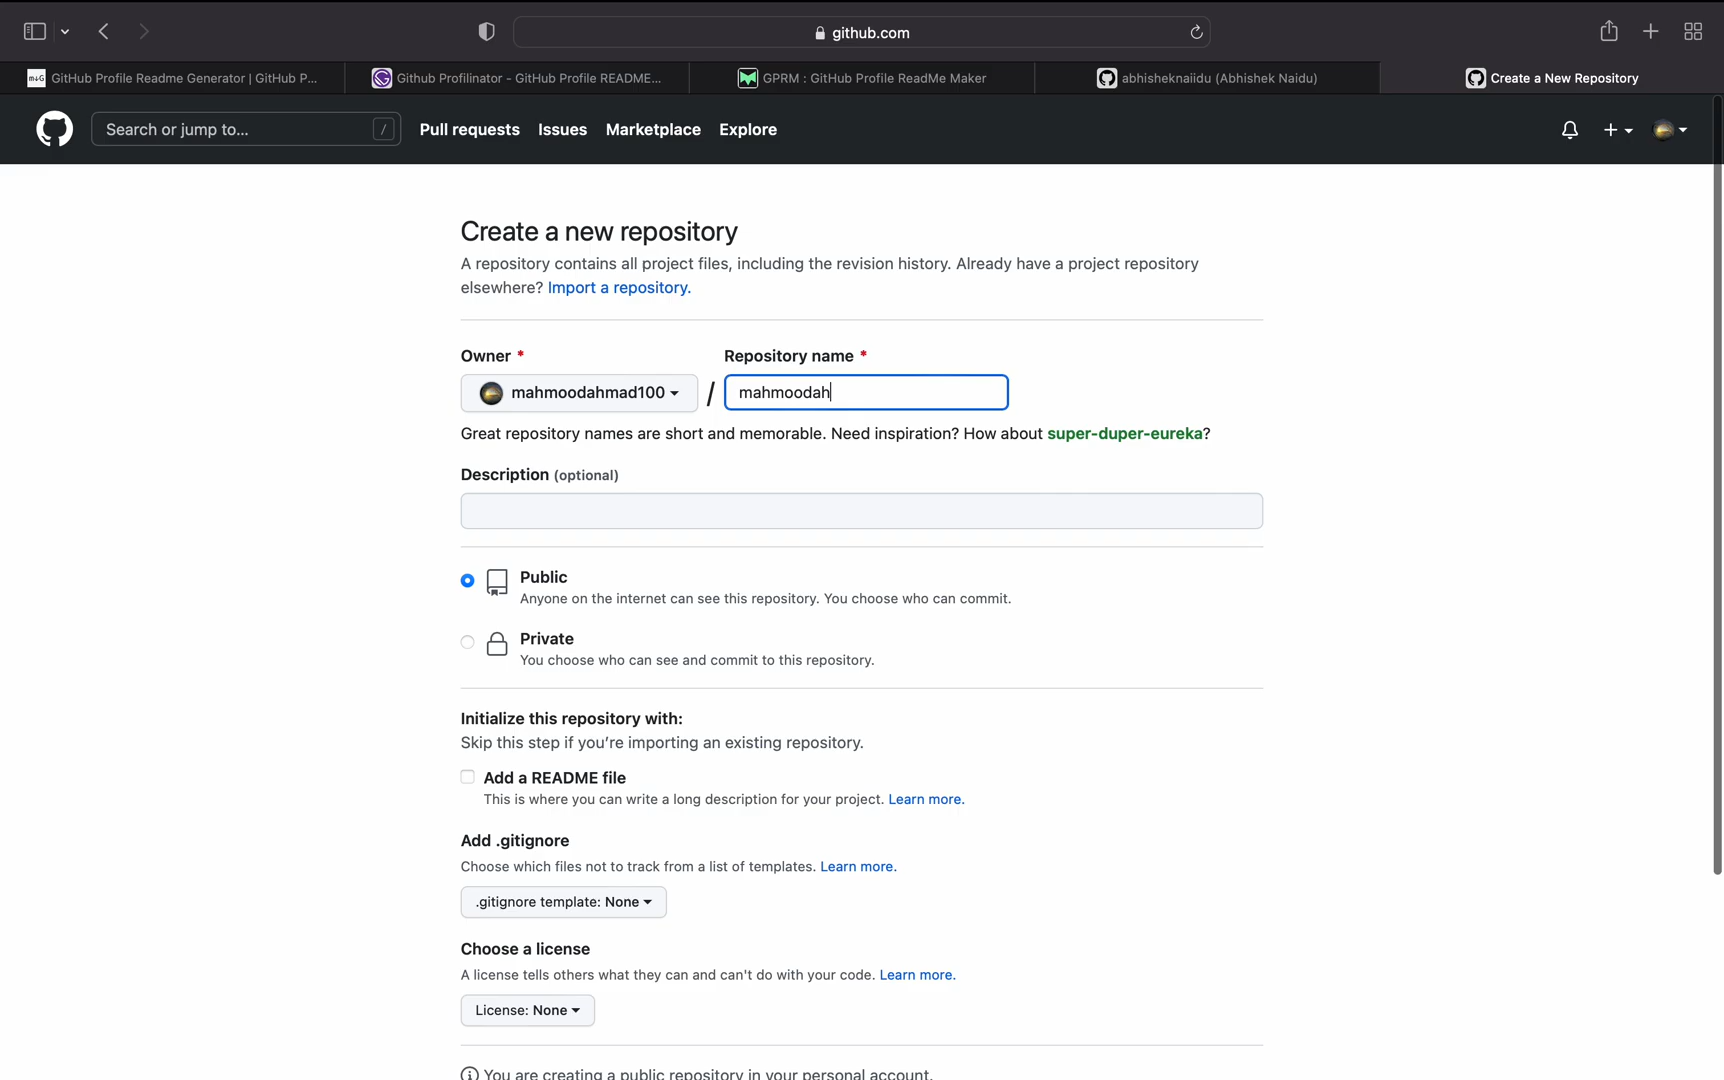 github.com
m↓G GitHub Profile Readme Generator | GitHub P...
Github Profilinator - GitHub Profile README...
GPRM : GitHub Profile ReadMe Maker
abhisheknaiidu (Abhishek Naidu)
Create a New Repository
Search or jump to... /
Pull requests Issues Marketplace Explore
Create a new repository
A repository contains all project files, including the revision history. Already have a project repository
elsewhere? Import a repository.
Owner * Repository name *
mahmoodahmad100 / mahmoodah
Great repository names are short and memorable. Need inspiration? How about super-duper-eureka?
Description (optional)
Public
Anyone on the internet can see this repository. You choose who can commit.
Private
You choose who can see and commit to this repository.
Initialize this repository with:
Skip this step if you’re importing an existing repository.
Add a README file
This is where you can write a long description for your project. Learn more.
Add .gitignore
Choose which files not to track from a list of templates. Learn more.
.gitignore template: None
Choose a license
A license tells others what they can and can't do with your code. Learn more.
License: None
You are creating a public repository in your personal account.